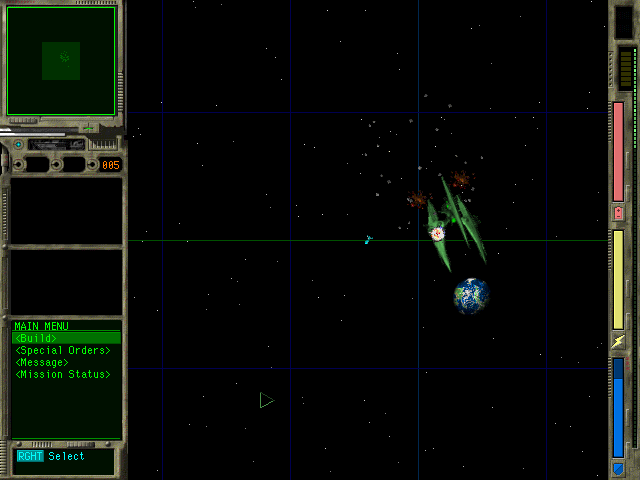 005
MAIN MENU
<Build>
<Special Orders>
<Message>
<Mission Status>
RGHT Select